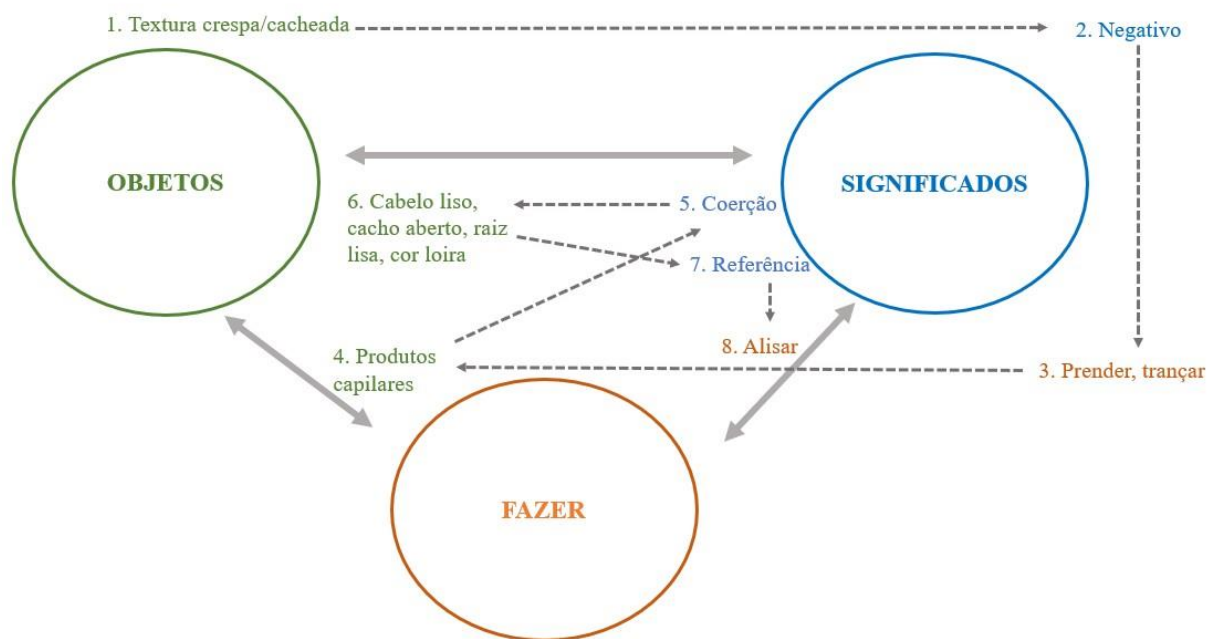 1. Textura crespa/cacheada
2. Negativo
OBJETOS
SIGNIFICADOS
6. Cabelo liso,
cacho aberto, raiz
lisa, cor loira
5. Coerção
7. Referência
4. Produtos
capilares
8. Alisar
3. Prender, trançar
FAZER